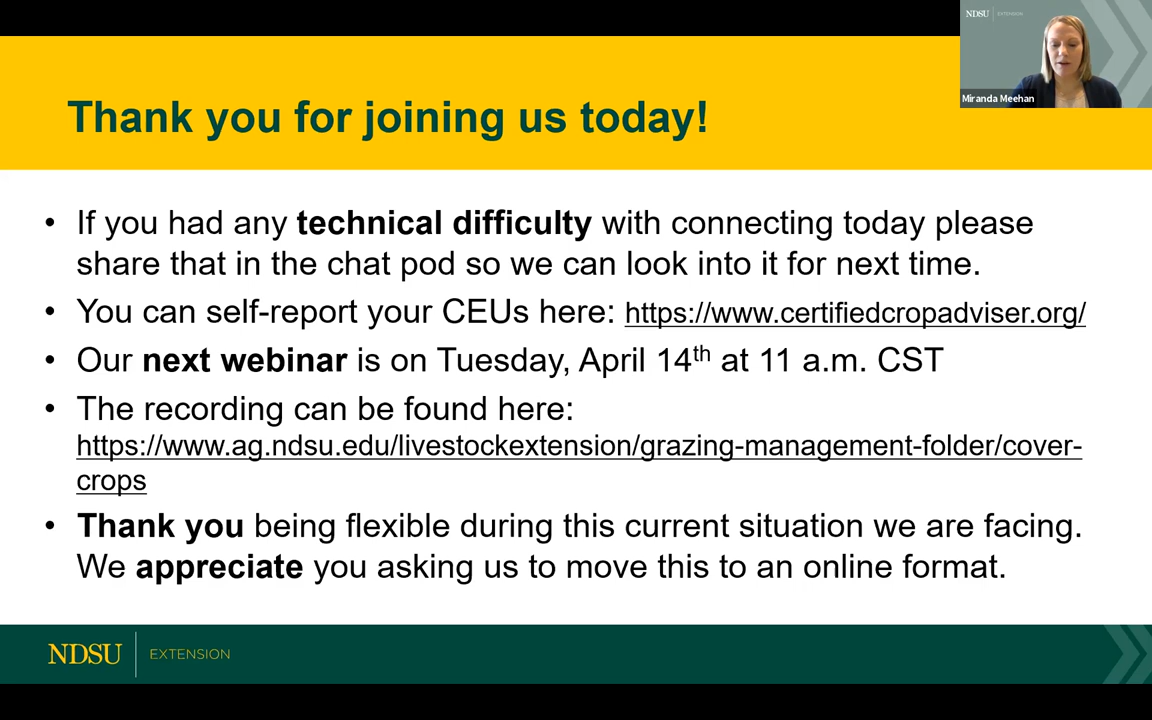 NDSU EXTENSION
Miranda Meehan
Thank you for joining us today!
• If you had any technical difficulty with connecting today please
share that in the chat pod so we can look into it for next time.
• You can self-report your CEUs here: https://www.certifiedcropadviser.org/
• Our next webinar is on Tuesday, April 14th at 11 a.m. CST
• The recording can be found here:
https://www.ag.ndsu.edu/livestockextension/grazing-management-folder/cover-
crops
• Thank you being flexible during this current situation we are facing.
We appreciate you asking us to move this to an online format.
NDSU EXTENSION